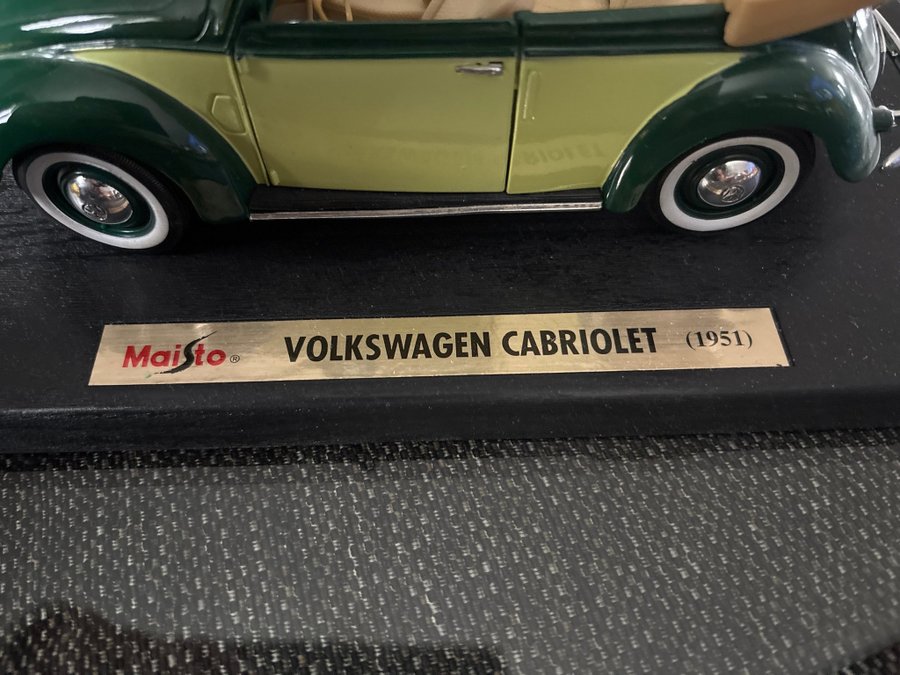 Maisto® VOLKSWAGEN CABRIOLET (1951)